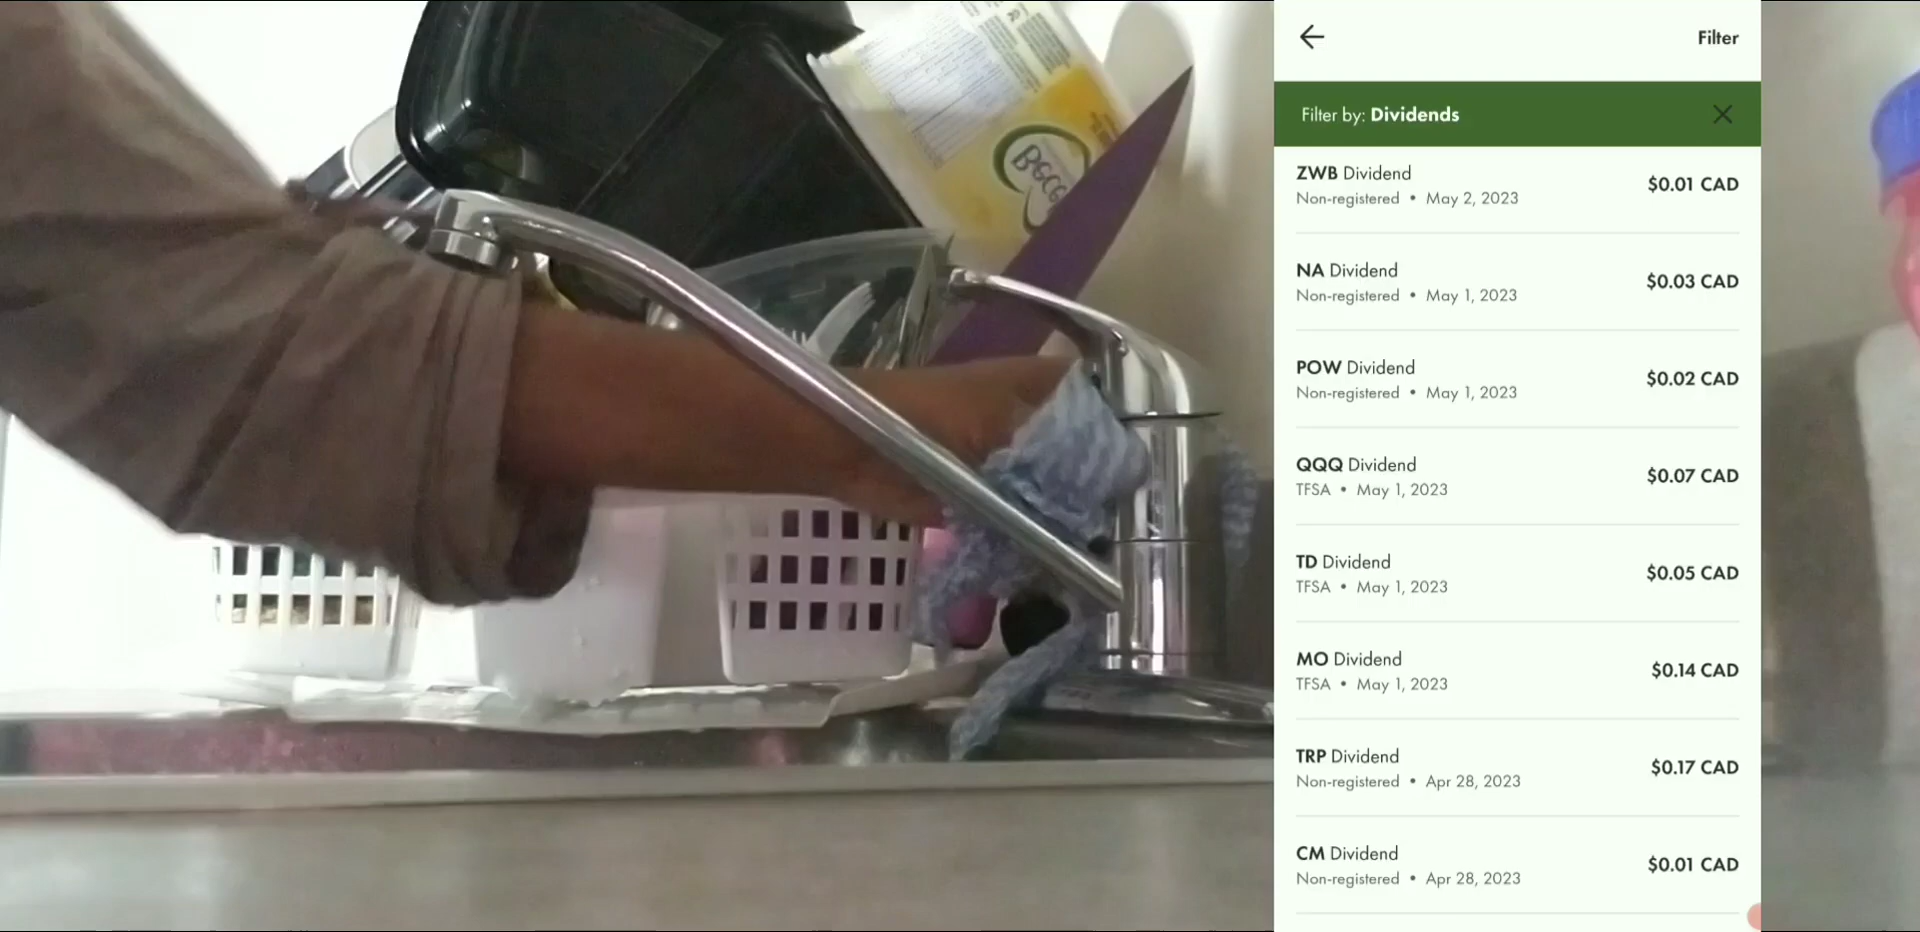 Becel
Filter
Filter by: Dividends
ZWB Dividend
$0.01 CAD
Non-registered • May 2, 2023
NA Dividend
$0.03 CAD
Non-registered • May 1, 2023
POW Dividend
$0.02 CAD
Non-registered • May 1, 2023
QQQ Dividend
$0.07 CAD
TFSA • May 1, 2023
TD Dividend
$0.05 CAD
TFSA • May 1, 2023
MO Dividend
$0.14 CAD
TFSA • May 1, 2023
TRP Dividend
$0.17 CAD
Non-registered • Apr 28, 2023
CM Dividend
$0.01 CAD
Non-registered • Apr 28, 2023